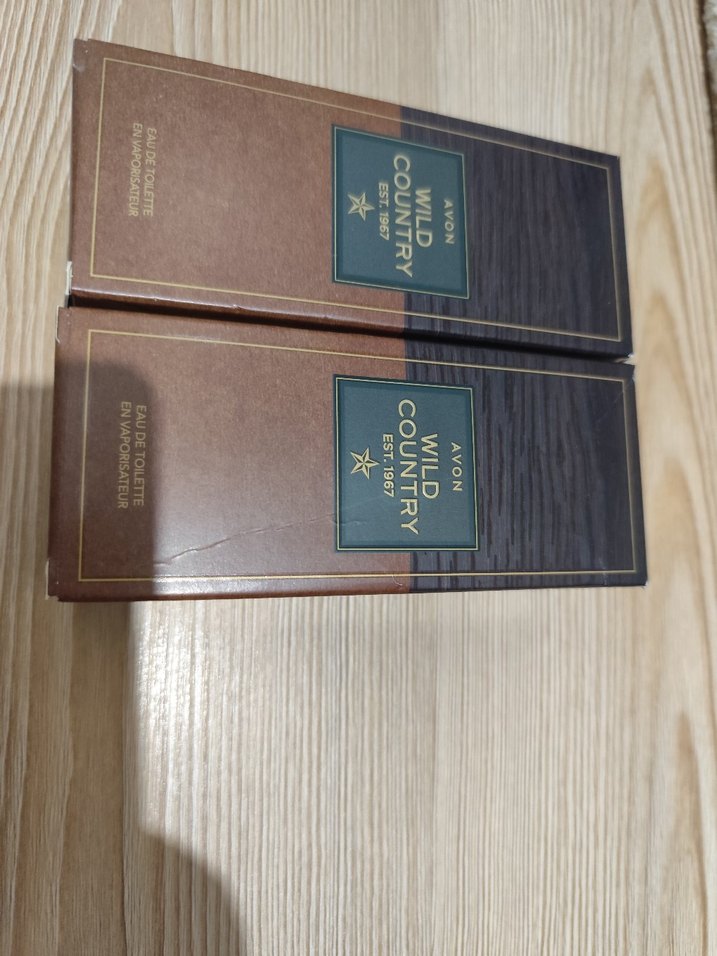 AVON
WILD
COUNTRY
EST. 1967
EAU DE TOILETTE
EN VAPORISATEUR
AVON
WILD
COUNTRY
EST. 1967
EAU DE TOILETTE
EN VAPORISATEUR